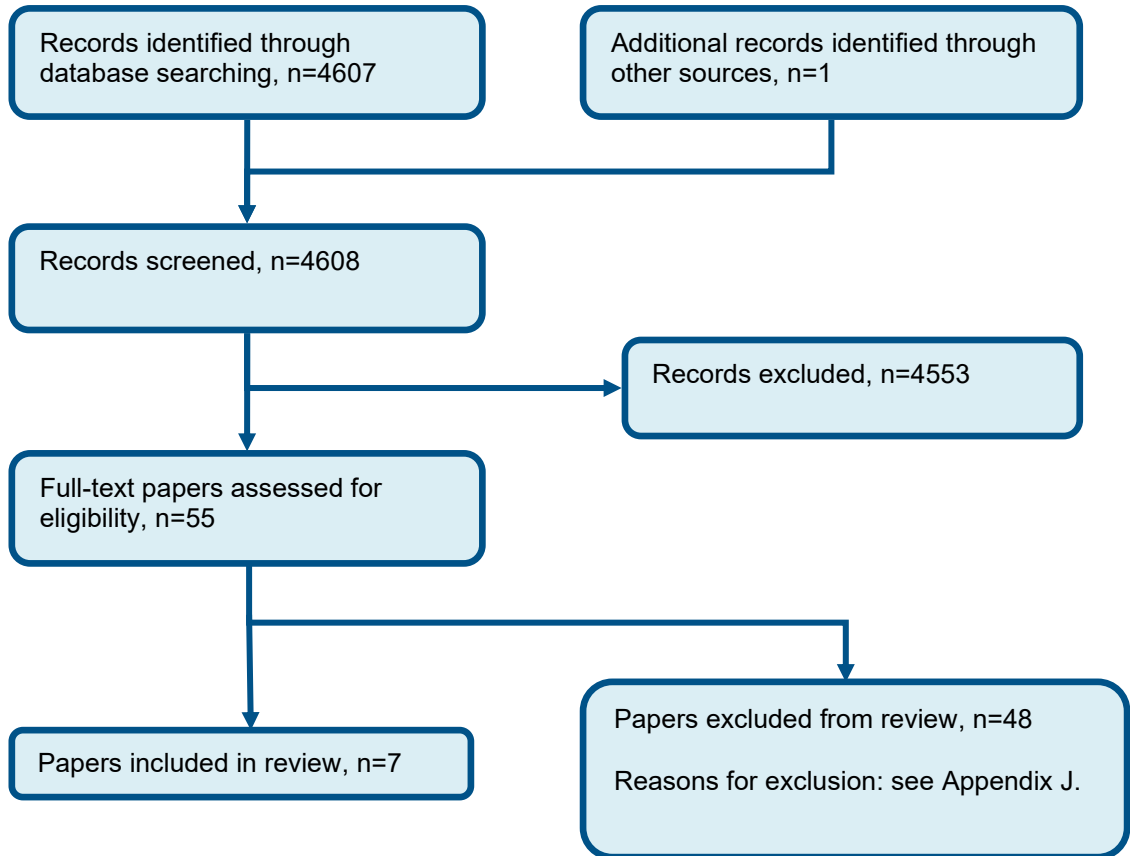 Records identified through
database searching, n=4607
Additional records identified through
other sources, n=1
Records screened, n=4608
Records excluded, n=4553
Full-text papers assessed for
eligibility, n=55
Papers included in review, n=7
Papers excluded from review, n=48
Reasons for exclusion: see Appendix J.